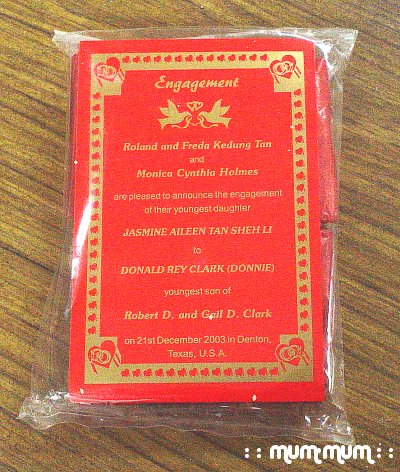 Engagement
Roland and Freda Kedung Tan
and
Monica Cynthia Holmes
are pleased to announce the engagement
of their youngest daughter
JASMINE AILEEN TAN SHEH LI
to
DONALD REY CLARK (DONNIE)
youngest son of
Robert D. and Gail D. Clark
on 21st December 2003 in Denton,
Texas, U.S.A.
: : mummum : :